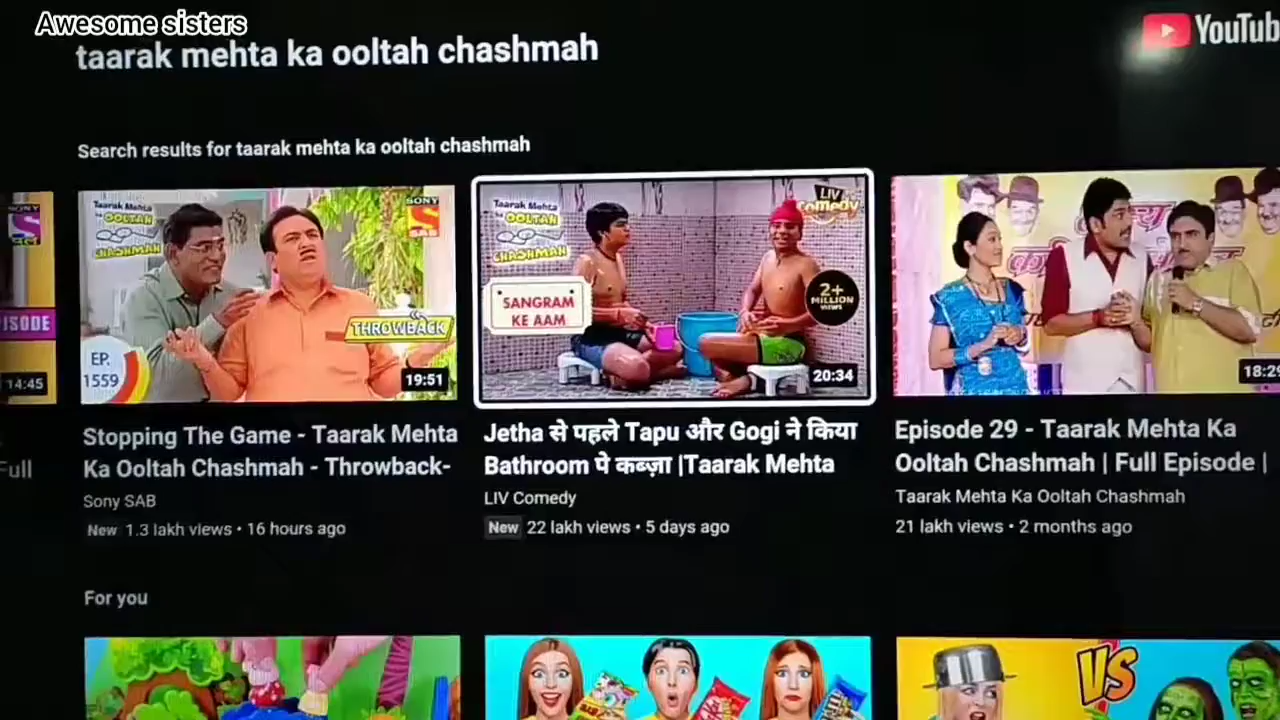 Awesome sisters
taarak mehta ka ooltah chashmah
YouTub
Search results for taarak mehta ka ooltah chashmah
SONY
S
PISODE
14:45
Full
Taarak Mehta
Ka OOLTAH
CHASHMAH
SONY
SAB
THROWBACK
EP.
1559
19:51
Stopping The Game - Taarak Mehta
Ka Ooltah Chashmah - Throwback-
Sony SAB
New 1.3 lakh views • 16 hours ago
Taarak Mehta
Ka OOLTAH
CHASHMAH
LIV
Comedy
SANGRAM
KE AAM
2+
MILLION
VIEWS
20:34
Jetha से पहले Tapu और Gogi ने किया
Bathroom पे कब्ज़ा |Taarak Mehta
LIV Comedy
New 22 lakh views • 5 days ago
18:29
Episode 29 - Taarak Mehta Ka
Ooltah Chashmah | Full Episode |
Taarak Mehta Ka Ooltah Chashmah
21 lakh views • 2 months ago
For you
VS